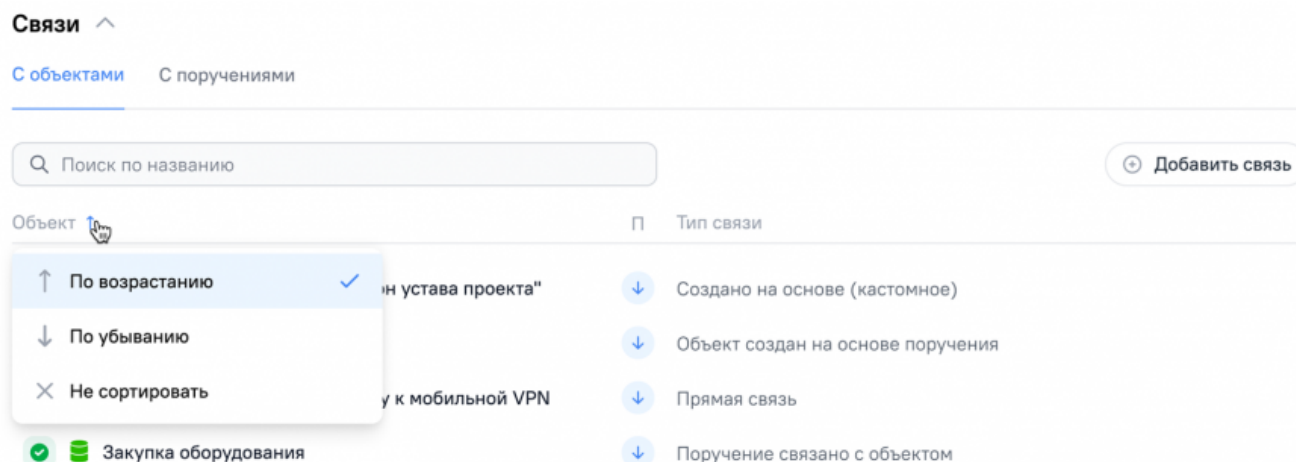 Связи
С объектами С поручениями
Поиск по названию
Добавить связь
Объект П Тип связи
По возрастанию
устава проекта" Создано на основе (кастомное)
По убыванию
Объект создан на основе поручения
Не сортировать
к мобильной VPN Прямая связь
Закупка оборудования Поручение связано с объектом